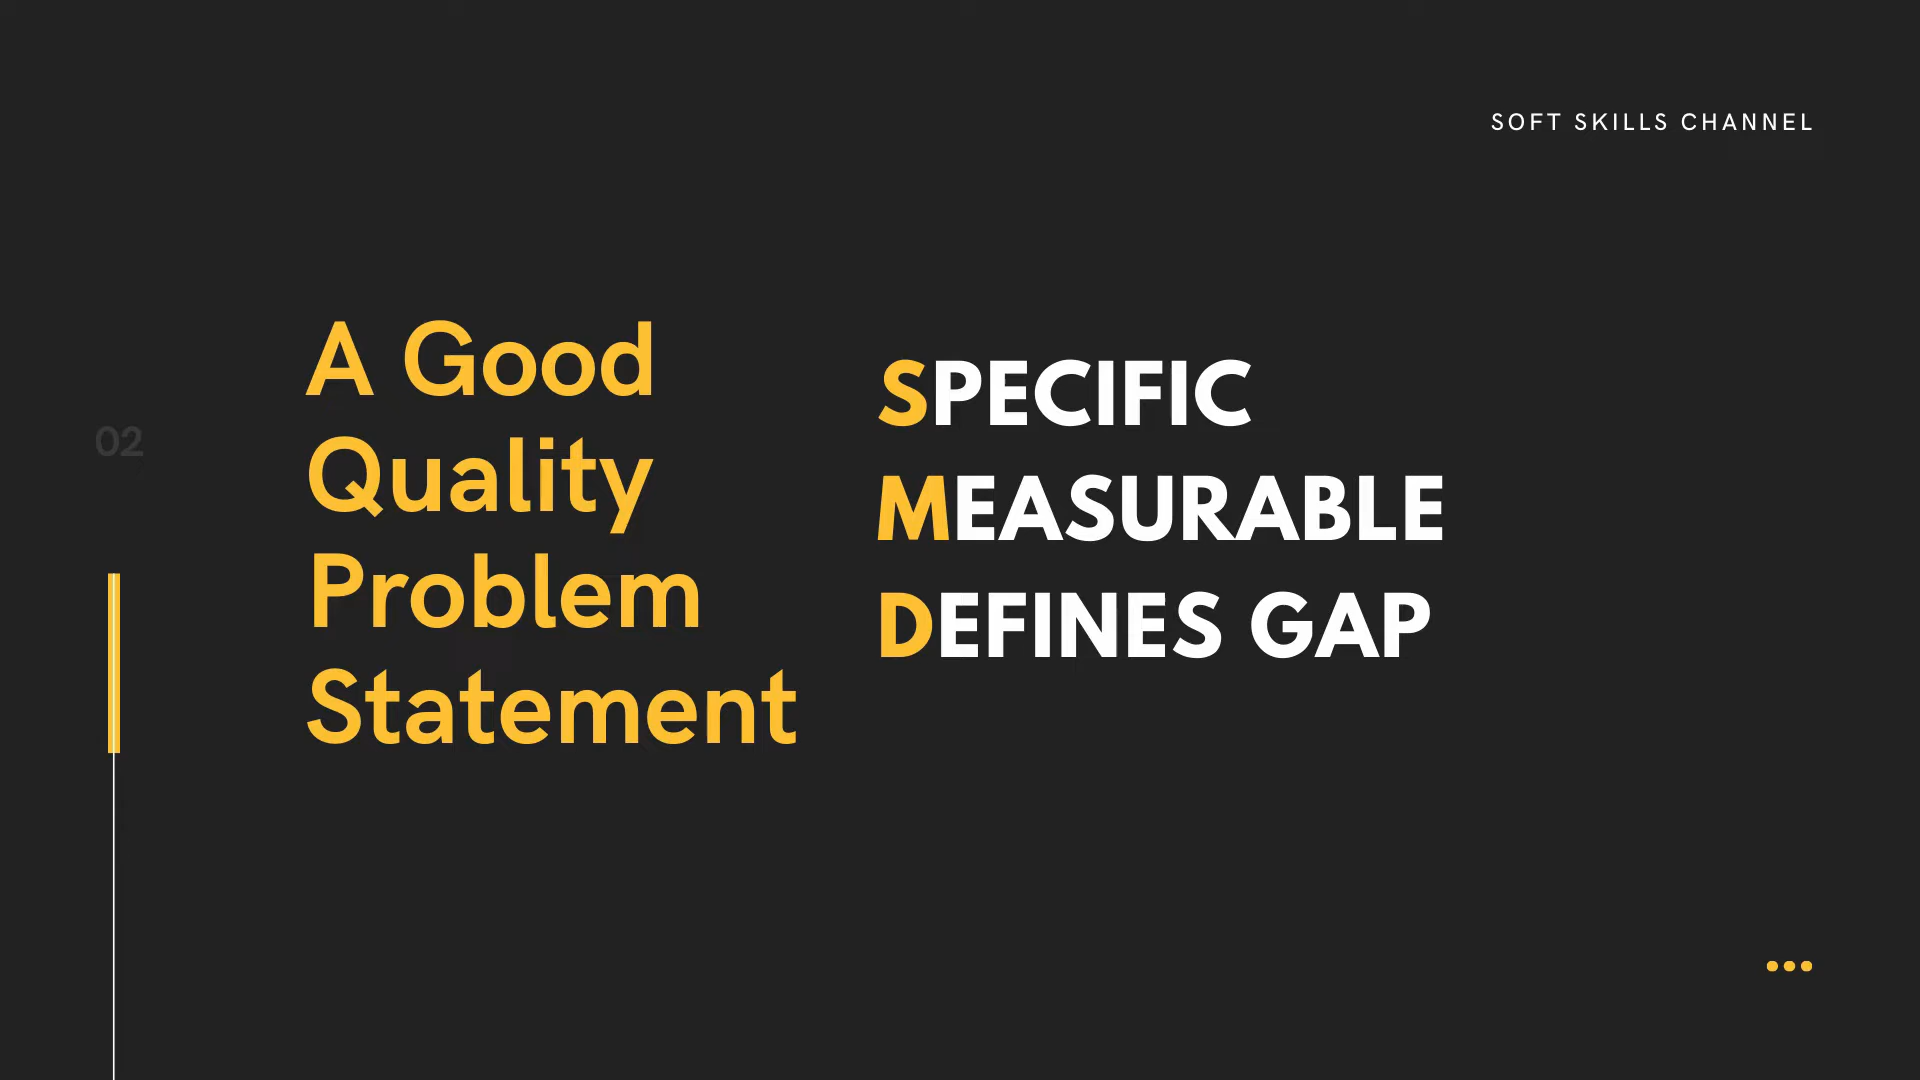 SOFT SKILLS CHANNEL
02
A Good
Quality
Problem
Statement
SPECIFIC
MEASURABLE
DEFINES GAP